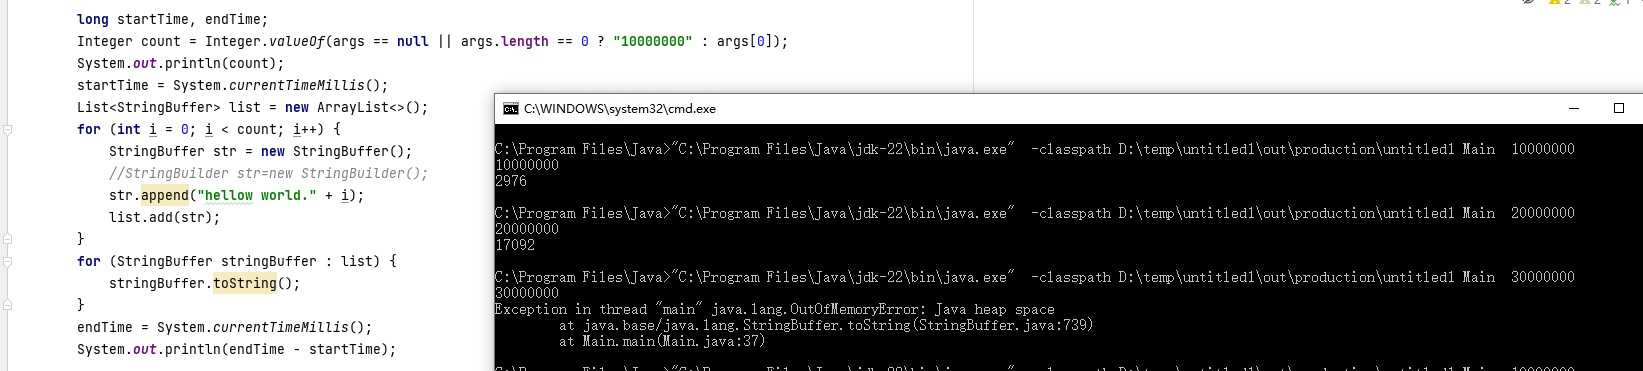 long startTime, endTime;
Integer count = Integer.valueOf(args == null || args.length == 0 ? "10000000" : args[0]);
System.out.println(count);
startTime = System.currentTimeMillis();
List<StringBuffer> list = new ArrayList<>();
for (int i = 0; i < count; i++) {
StringBuffer str = new StringBuffer();
//StringBuilder str=new StringBuilder();
str.append("hellow world." + i);
list.add(str);
}
for (StringBuffer stringBuffer : list) {
stringBuffer.toString();
}
endTime = System.currentTimeMillis();
System.out.println(endTime - startTime);
2 2 1
C:\WINDOWS\system32\cmd.exe
C:\Program Files\Java>"C:\Program Files\Java\jdk-22\bin\java.exe"  -classpath D:\temp\untitled1\out\production\untitled1 Main  10000000
10000000
2976
C:\Program Files\Java>"C:\Program Files\Java\jdk-22\bin\java.exe"  -classpath D:\temp\untitled1\out\production\untitled1 Main  20000000
20000000
17092
C:\Program Files\Java>"C:\Program Files\Java\jdk-22\bin\java.exe"  -classpath D:\temp\untitled1\out\production\untitled1 Main  30000000
30000000
Exception in thread "main" java.lang.OutOfMemoryError: Java heap space
at java.base/java.lang.StringBuffer.toString(StringBuffer.java:739)
at Main.main(Main.java:37)